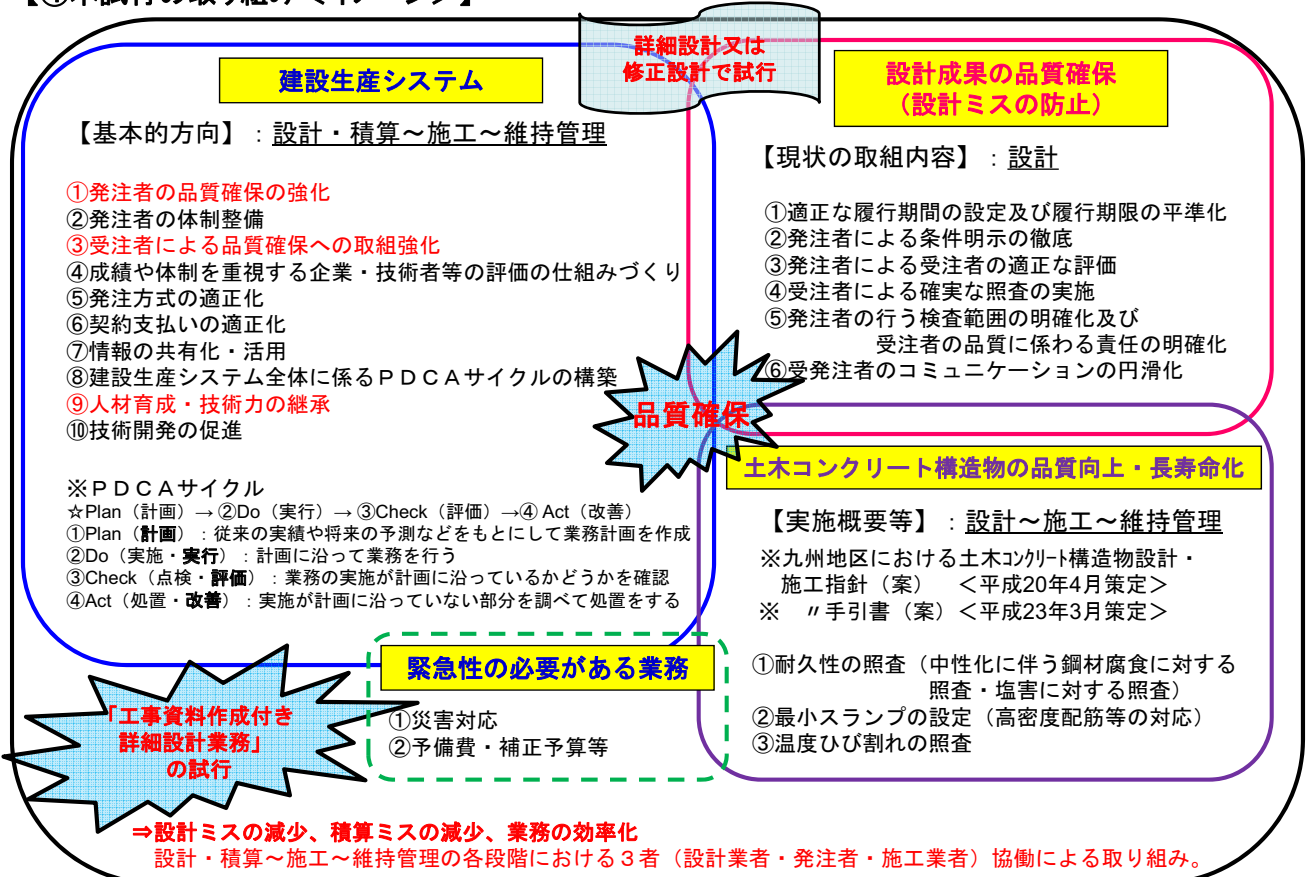 詳細設計又は
修正設計で試行
建設生産システム
【基本的方向】：設計・積算～施工～維持管理
①発注者の品質確保の強化
②発注者の体制整備
③受注者による品質確保への取組強化
④成績や体制を重視する企業・技術者等の評価の仕組みづくり
⑤発注方式の適正化
⑥契約支払いの適正化
⑦情報の共有化・活用
⑧建設生産システム全体に係るＰＤＣＡサイクルの構築
⑨人材育成・技術力の継承
⑩技術開発の促進
※ＰＤＣＡサイクル
☆Plan（計画）→②Do（実行）→③Check（評価）→④Act（改善）
①Plan（計画）：従来の実績や将来の予測などをもとにして業務計画を作成
②Do（実施・実行）：計画に沿って業務を行う
③Check（点検・評価）：業務の実施が計画に沿っているかどうかを確認
④Act（処置・改善）：実施が計画に沿っていない部分を調べて処置をする
設計成果の品質確保
（設計ミスの防止）
【現状の取組内容】：設計
①適正な履行期間の設定及び履行期限の平準化
②発注者による条件明示の徹底
③発注者による受注者の適正な評価
④受注者による確実な照査の実施
⑤発注者の行う検査範囲の明確化及び
受注者の品質に係わる責任の明確化
⑥受発注者のコミュニケーションの円滑化
品質確保
土木コンクリート構造物の品質向上・長寿命化
【実施概要等】：設計～施工～維持管理
※九州地区における土木ｺﾝｸﾘｰﾄ構造物設計・
施工指針（案）　＜平成20年4月策定＞
※　〃手引書（案）＜平成23年3月策定＞
①耐久性の照査（中性化に伴う鋼材腐食に対する
照査・塩害に対する照査）
②最小スランプの設定（高密度配筋等の対応）
③温度ひび割れの照査
緊急性の必要がある業務
①災害対応
②予備費・補正予算等
「工事資料作成付き
詳細設計業務」
の試行
⇒設計ミスの減少、積算ミスの減少、業務の効率化
設計・積算～施工～維持管理の各段階における３者（設計業者・発注者・施工業者）協働による取り組み。